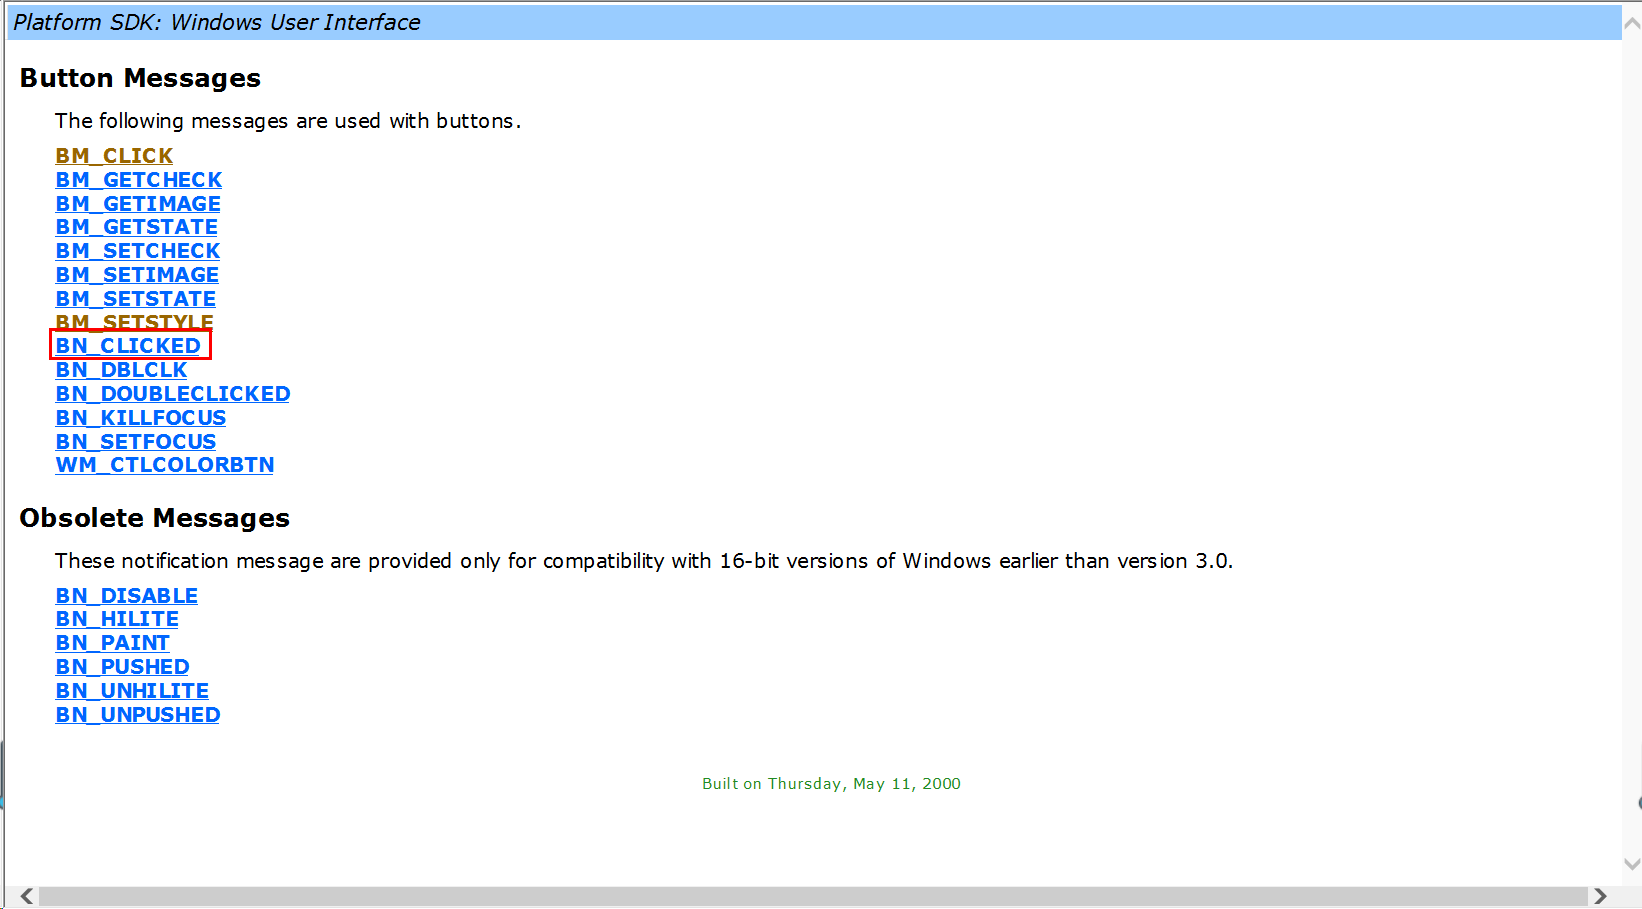 Platform SDK: Windows User Interface
Button Messages
The following messages are used with buttons.
BM_CLICK
BM_GETCHECK
BM_GETIMAGE
BM_GETSTATE
BM_SETCHECK
BM_SETIMAGE
BM_SETSTATE
BM_SETSTYLE
BN_CLICKED
BN_DBLCLK
BN_DOUBLECLICKED
BN_KILLFOCUS
BN_SETFOCUS
WM_CTLCOLORBTN
Obsolete Messages
These notification message are provided only for compatibility with 16-bit versions of Windows earlier than version 3.0.
BN_DISABLE
BN_HILITE
BN_PAINT
BN_PUSHED
BN_UNHILITE
BN_UNPUSHED
Built on Thursday, May 11, 2000